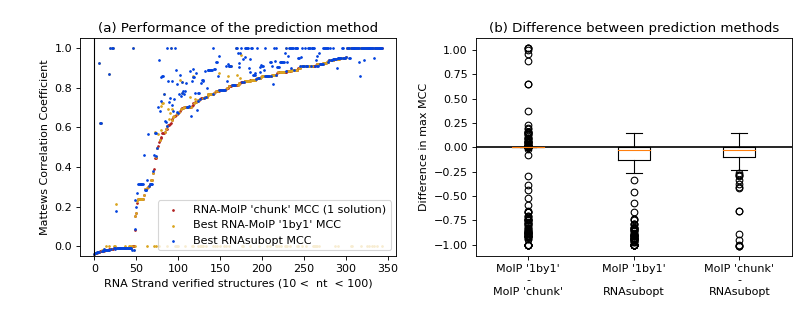 (a) Performance of the prediction method
Mattews Correlation Coefficient
1.0
0.8
0.6
0.4
0.2
0.0
RNA-MoIP 'chunk' MCC (1 solution)
Best RNA-MoIP '1by1' MCC
Best RNAsubopt MCC
0 50 100 150 200 250 300 350
RNA Strand verified structures (10 < nt < 100)
(b) Difference between prediction methods
Difference in max MCC
1.00
0.75
0.50
0.25
0.00
−0.25
−0.50
−0.75
−1.00
MoIP '1by1'
-
MoIP 'chunk'
MoIP '1by1'
-
RNAsubopt
MoIP 'chunk'
-
RNAsubopt